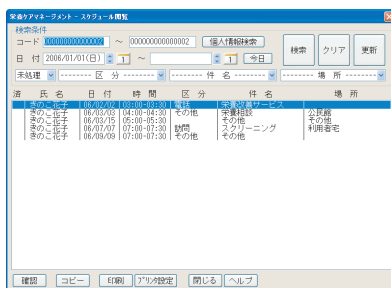 栄養ケアマネージメント - スケジュール閲覧
検索条件
コード 00000000000002 ～ 00000000000002 個人情報検索 検索 クリア 更新
日 付 2006/01/01(日) 1 ～ 1 今日
未処理 ------- 区 分 ------- ------- 件 名 ------- ------- 場 所 -------
済 氏 名 日 付 時 間 区 分 件 名 場 所
きのこ花子 06/02/02 03:00-03:30 電話 栄養改善サービス
きのこ花子 06/03/03 04:00-04:30 その他 栄養相談 公民館
きのこ花子 06/03/15 05:00-05:30 その他 その他
きのこ花子 06/07/07 07:00-07:30 訪問 スクリーニング 利用者宅
きのこ花子 06/09/09 07:00-07:30 その他 その他
確認 コピー 印刷 プリンタ設定 閉じる ヘルプ